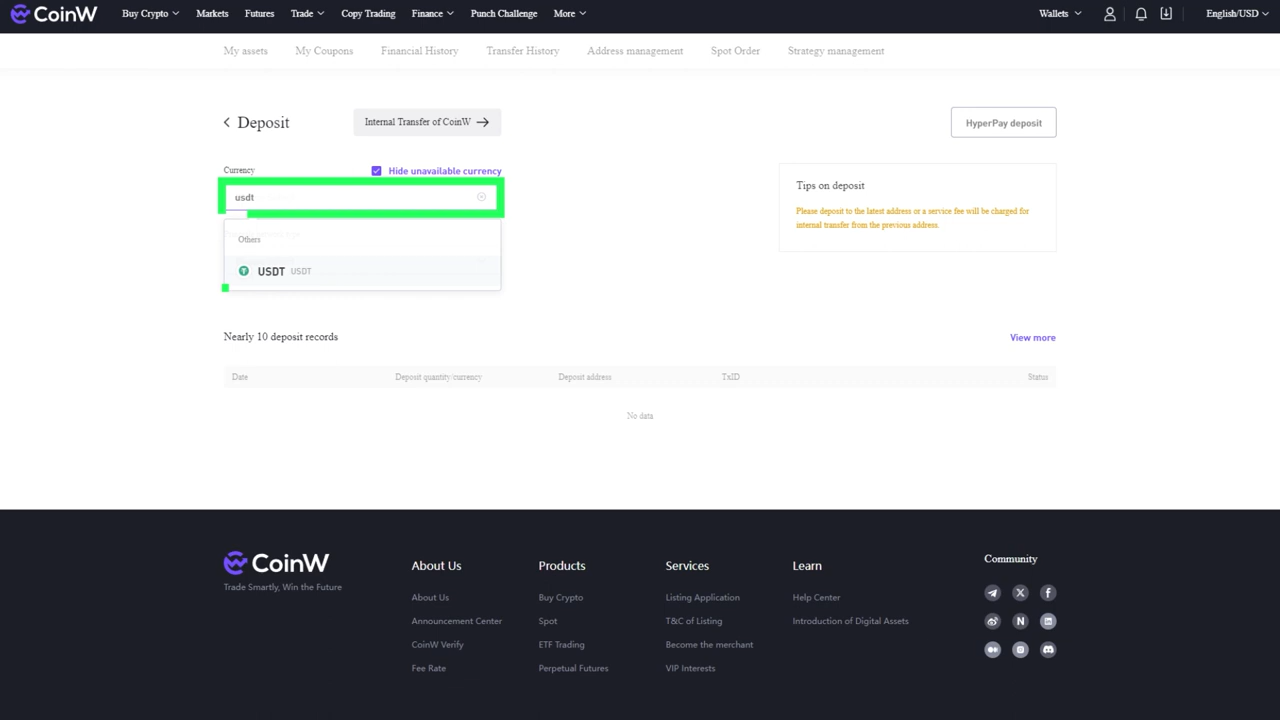 CoinW Buy Crypto Markets Futures Trade Copy Trading Finance Punch Challenge More Wallets English/USD
My assets My Coupons Financial History Transfer History Address management Spot Order Strategy management
Deposit Internal Transfer of CoinW HyperPay deposit
Currency Hide unavailable currency
usdt
Others
USDT USDT
Tips on deposit
Please deposit to the latest address or a service fee will be charged for
internal transfer from the previous address.
Nearly 10 deposit records View more
Date Deposit quantity/currency Deposit address TxID Status
No data
CoinW
Trade Smartly, Win the Future
About Us
About Us
Announcement Center
CoinW Verify
Fee Rate
Products
Buy Crypto
Spot
ETF Trading
Perpetual Futures
Services
Listing Application
T&C of Listing
Become the merchant
VIP Interests
Learn
Help Center
Introduction of Digital Assets
Community